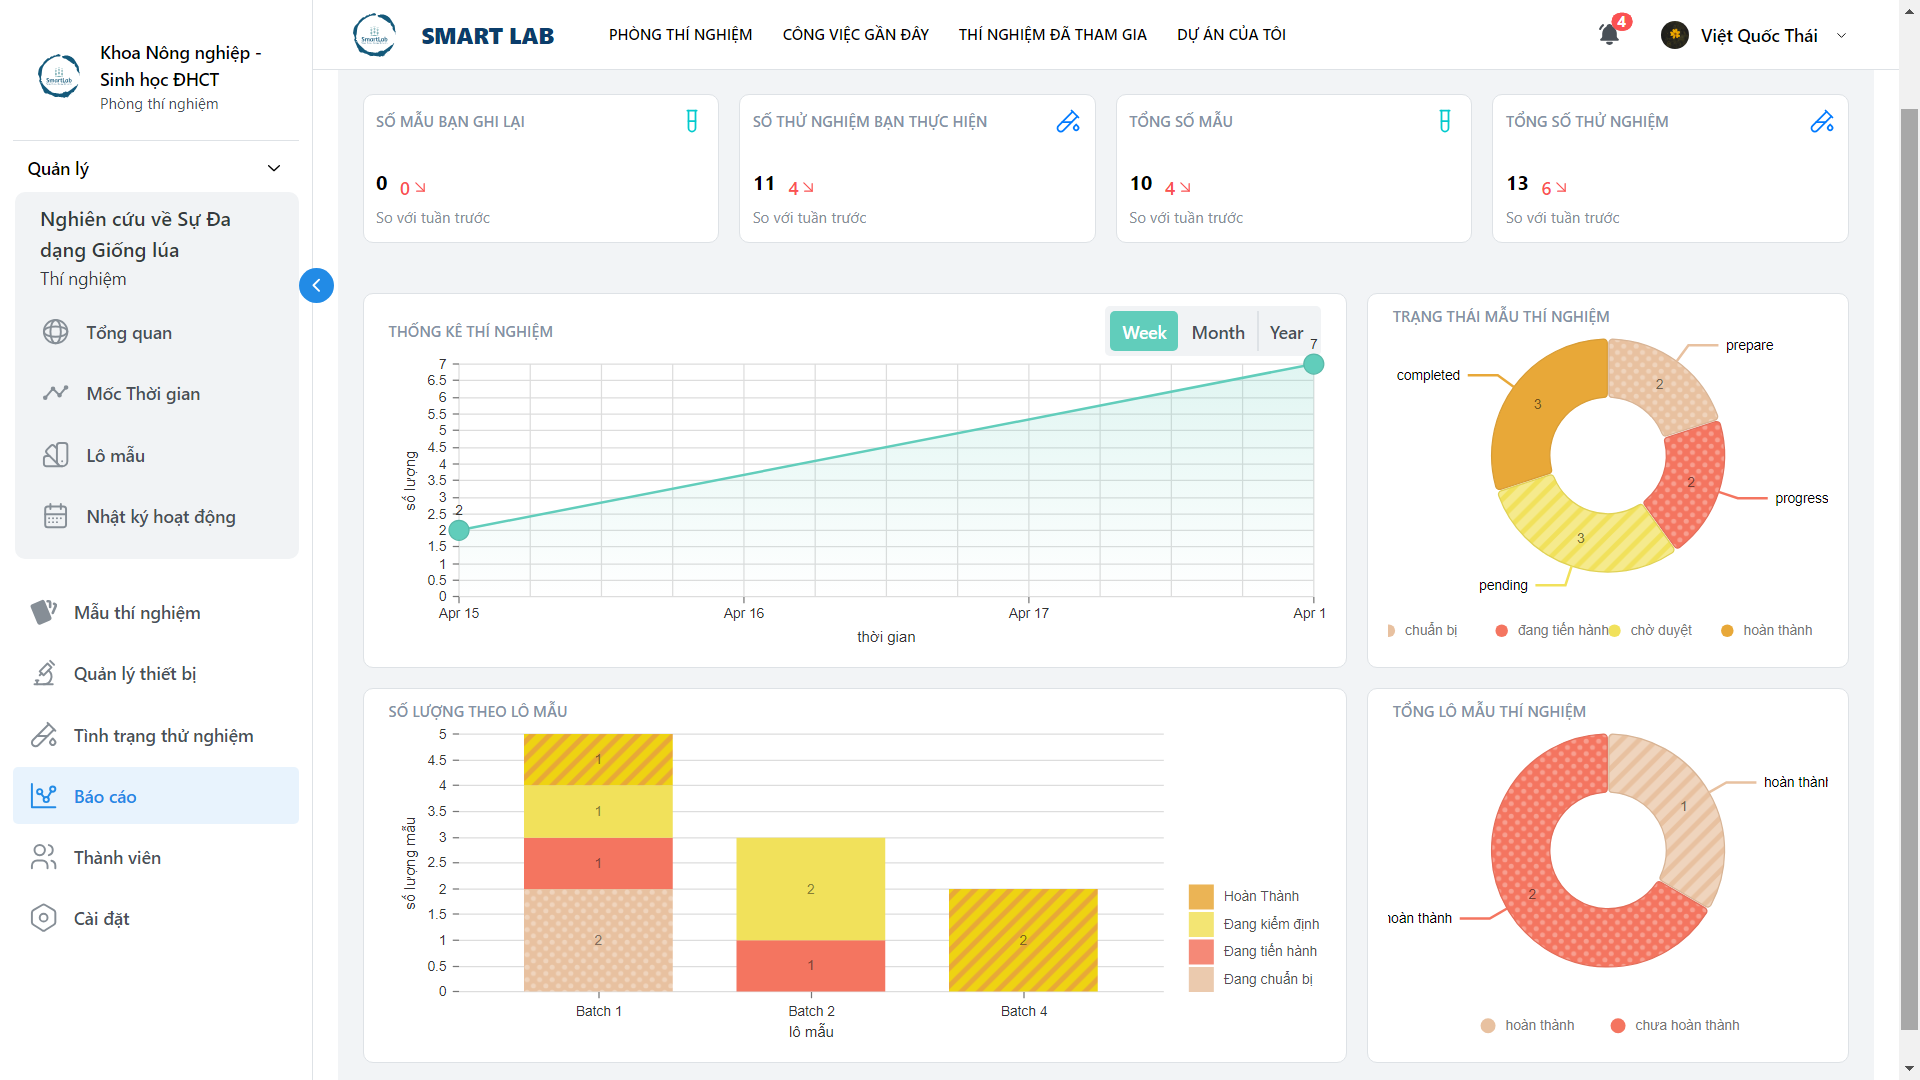 Khoa Nông nghiệp -
Sinh học ĐHCT
Phòng thí nghiệm
Quản lý
Nghiên cứu về Sự Đa
dạng Giống lúa
Thí nghiệm
Tổng quan
Mốc Thời gian
Lô mẫu
Nhật ký hoạt động
Mẫu thí nghiệm
Quản lý thiết bị
Tình trạng thử nghiệm
Báo cáo
Thành viên
Cài đặt
SmartLab
SMART LAB
PHÒNG THÍ NGHIỆM
CÔNG VIỆC GẦN ĐÂY
THÍ NGHIỆM ĐÃ THAM GIA
DỰ ÁN CỦA TÔI
4
Việt Quốc Thái
SỐ MẪU BẠN GHI LẠI
0 0
So với tuần trước
SỐ THỬ NGHIỆM BẠN THỰC HIỆN
11 4
So với tuần trước
TỔNG SỐ MẪU
10 4
So với tuần trước
TỔNG SỐ THỬ NGHIỆM
13 6
So với tuần trước
THỐNG KÊ THÍ NGHIỆM
Week Month Year
7
7
6.5
6
5.5
5
4.5
4
3.5
3
2.5
2
2
1.5
1
0.5
0
số lượng
Apr 15 Apr 16 Apr 17 Apr 1
thời gian
TRẠNG THÁI MẪU THÍ NGHIỆM
prepare
completed
2
3
2
progress
3
pending
chuẩn bị đang tiến hành chờ duyệt hoàn thành
SỐ LƯỢNG THEO LÔ MẪU
5
4.5
4
3.5
3
2.5
2
1.5
1
0.5
0
số lượng mẫu
1
1
1
2
2
1
2
Batch 1 Batch 2 Batch 4
lô mẫu
Hoàn Thành
Đang kiểm định
Đang tiến hành
Đang chuẩn bị
TỔNG LÔ MẪU THÍ NGHIỆM
hoàn thành
1
2
hoàn thành
hoàn thành chưa hoàn thành